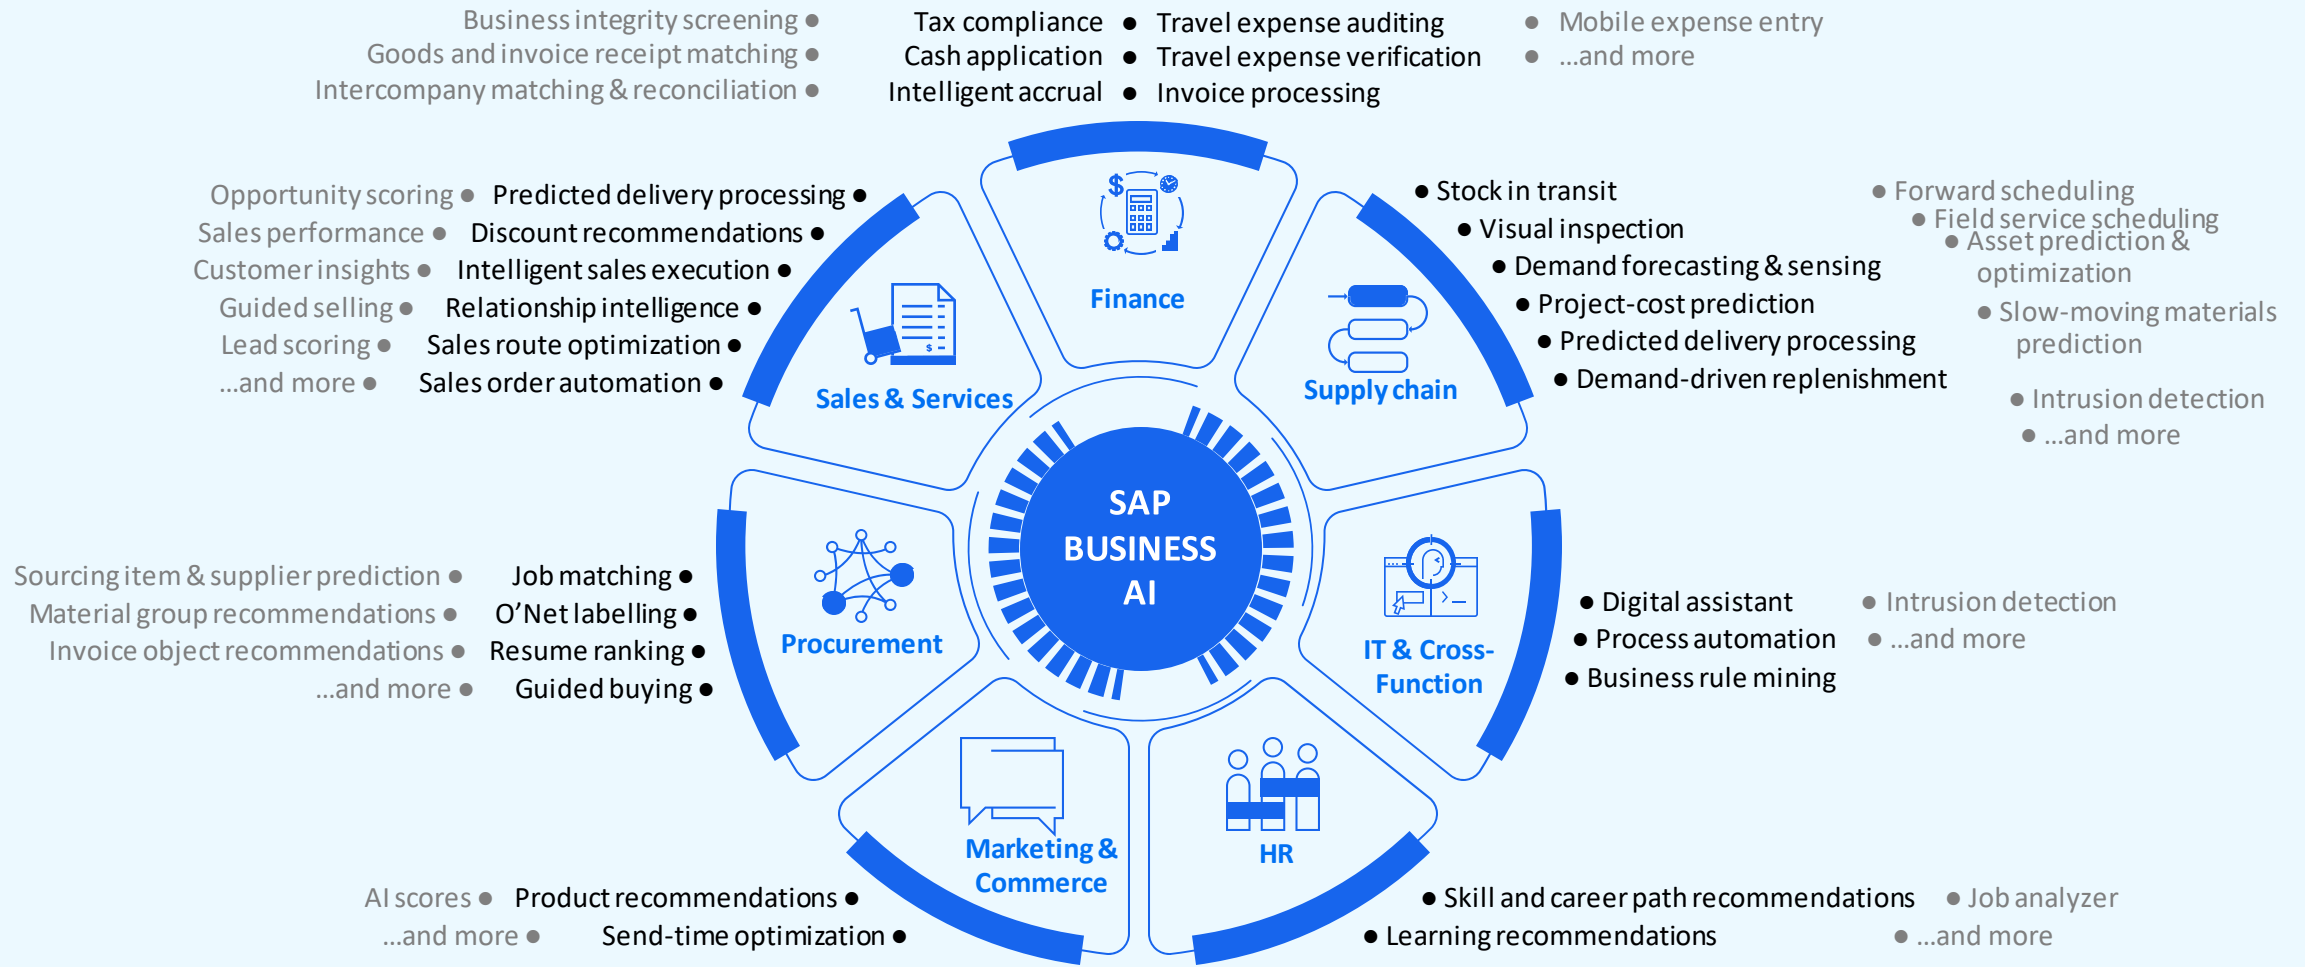 Business integrity screening ●
Goods and invoice receipt matching ●
Intercompany matching & reconciliation ●
Tax compliance ● Travel expense auditing
Cash application ● Travel expense verification
Intelligent accrual ● Invoice processing
● Mobile expense entry
● ...and more
Finance
Opportunity scoring ● Predicted delivery processing ●
Sales performance ● Discount recommendations ●
Customer insights ● Intelligent sales execution ●
Guided selling ● Relationship intelligence ●
Lead scoring ● Sales route optimization ●
...and more ● Sales order automation ●
$
$
Sales & Services
● Stock in transit
● Visual inspection
● Demand forecasting & sensing
● Project-cost prediction
● Predicted delivery processing
● Demand-driven replenishment
● Forward scheduling
● Field service scheduling
● Asset prediction &
optimization
● Slow-moving materials
prediction
● Intrusion detection
● ...and more
Supply chain
SAP
BUSINESS
AI
Sourcing item & supplier prediction ● Job matching ●
Material group recommendations ● O’Net labelling ●
Invoice object recommendations ● Resume ranking ●
...and more ● Guided buying ●
Procurement
IT & Cross-
Function
● Digital assistant ● Intrusion detection
● Process automation ● ...and more
● Business rule mining
Marketing &
Commerce
HR
AI scores ● Product recommendations ●
...and more ● Send-time optimization ●
● Skill and career path recommendations ● Job analyzer
● Learning recommendations ● ...and more